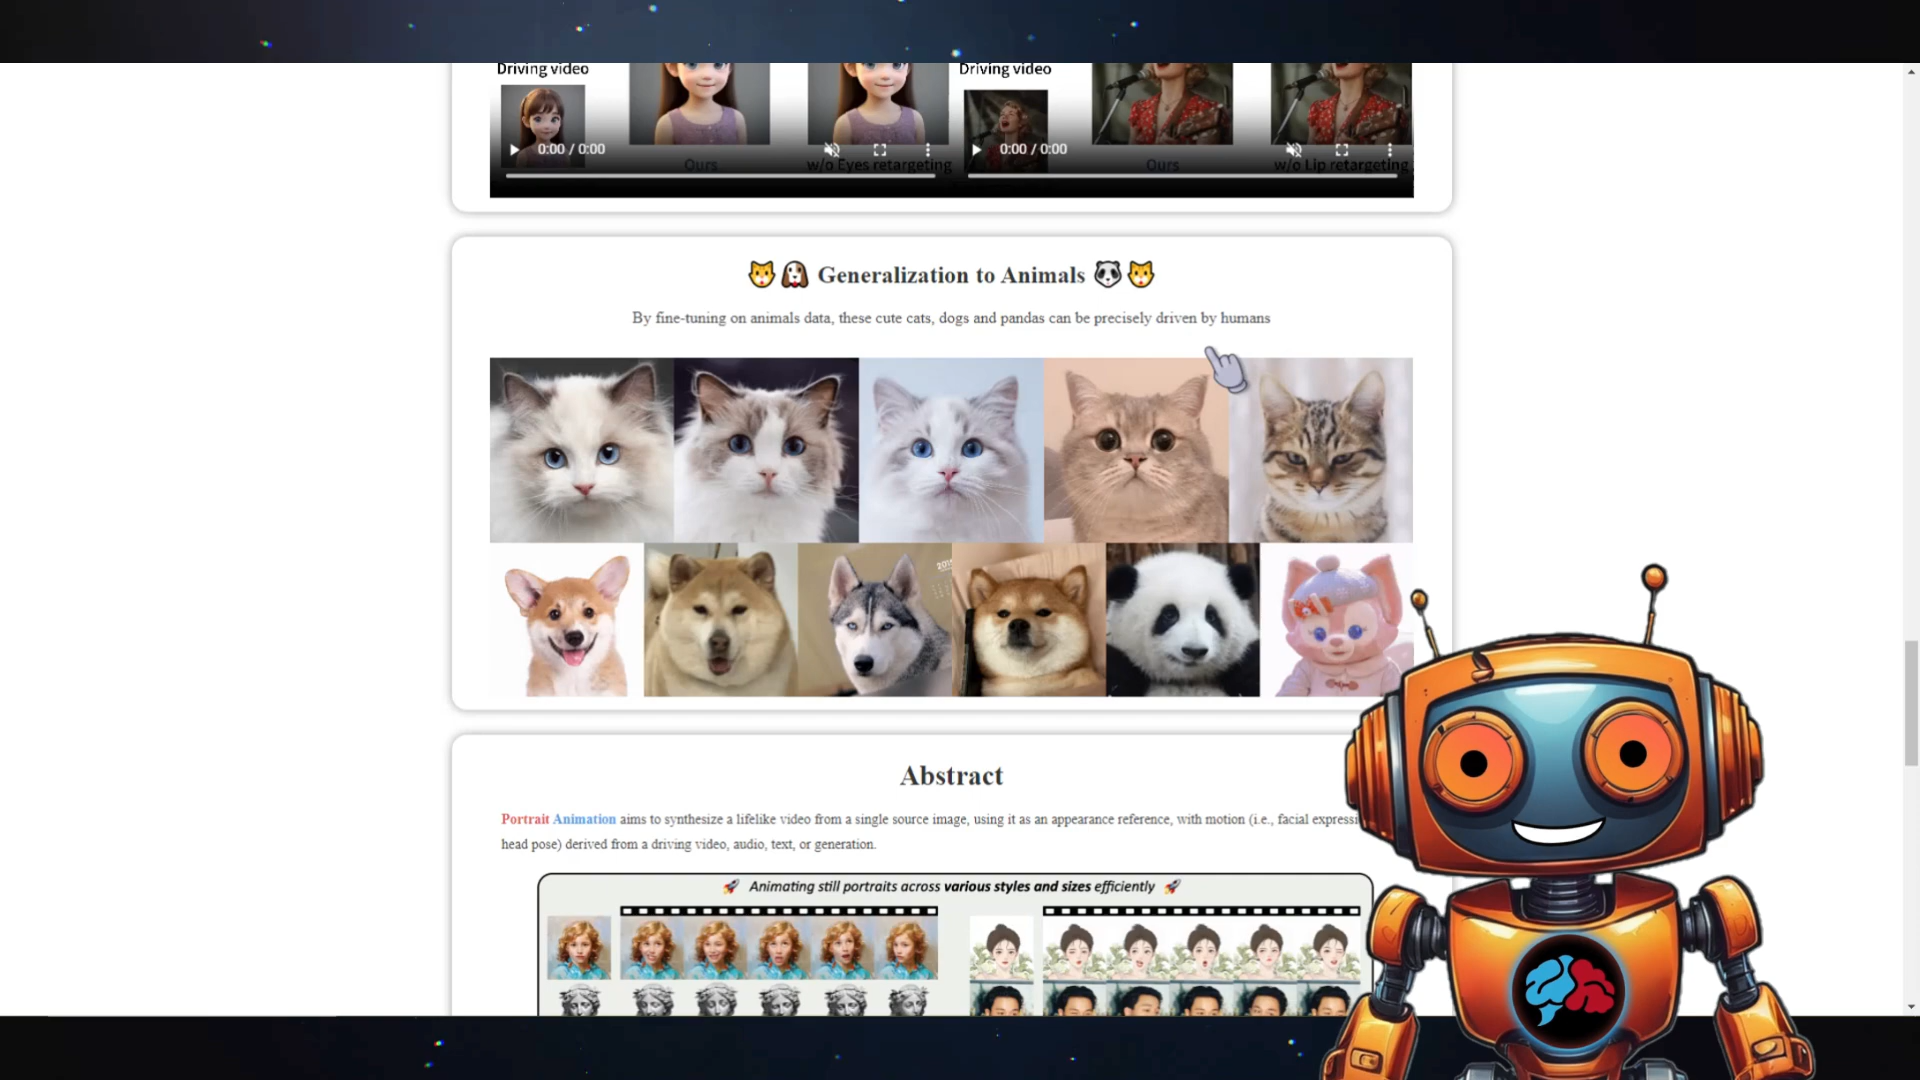 Driving video
Driving video
0:00 / 0:00
0:00 / 0:00
Ours
w/o Eyes retargeting
Ours
w/o Lip retargeting
Generalization to Animals
By fine-tuning on animals data, these cute cats, dogs and pandas can be precisely driven by humans
Abstract
Portrait Animation aims to synthesize a lifelike video from a single source image, using it as an appearance reference, with motion (i.e., facial
head pose) derived from a driving video, audio, text, or generation.
Animating still portraits across various styles and sizes efficiently